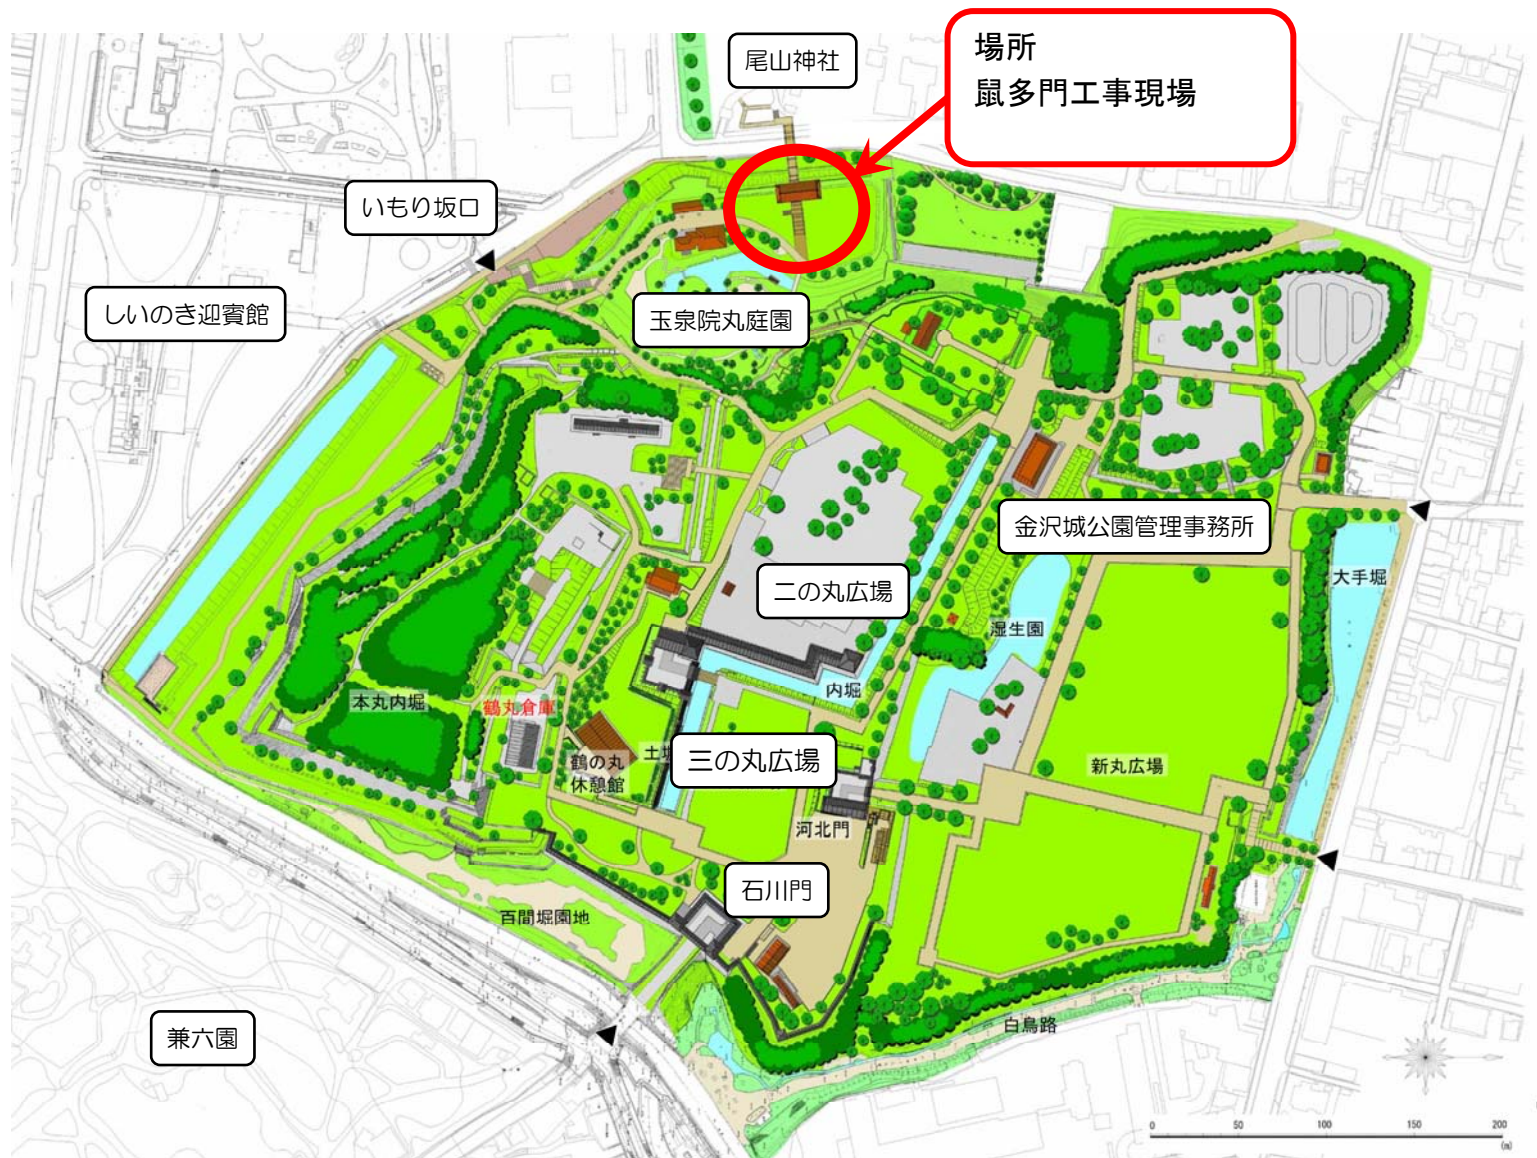 尾山神社
場所
鼠多門工事現場
いもり坂口
しいのき迎賓館
玉泉院丸庭園
金沢城公園管理事務所
二の丸広場
大手堀
湿生園
内堀
本丸内堀
鶴丸倉庫
三の丸広場
鶴の丸
休憩館
新丸広場
河北門
石川門
百間堀園地
白鳥路
兼六園
0 50 100 150 200
(m)